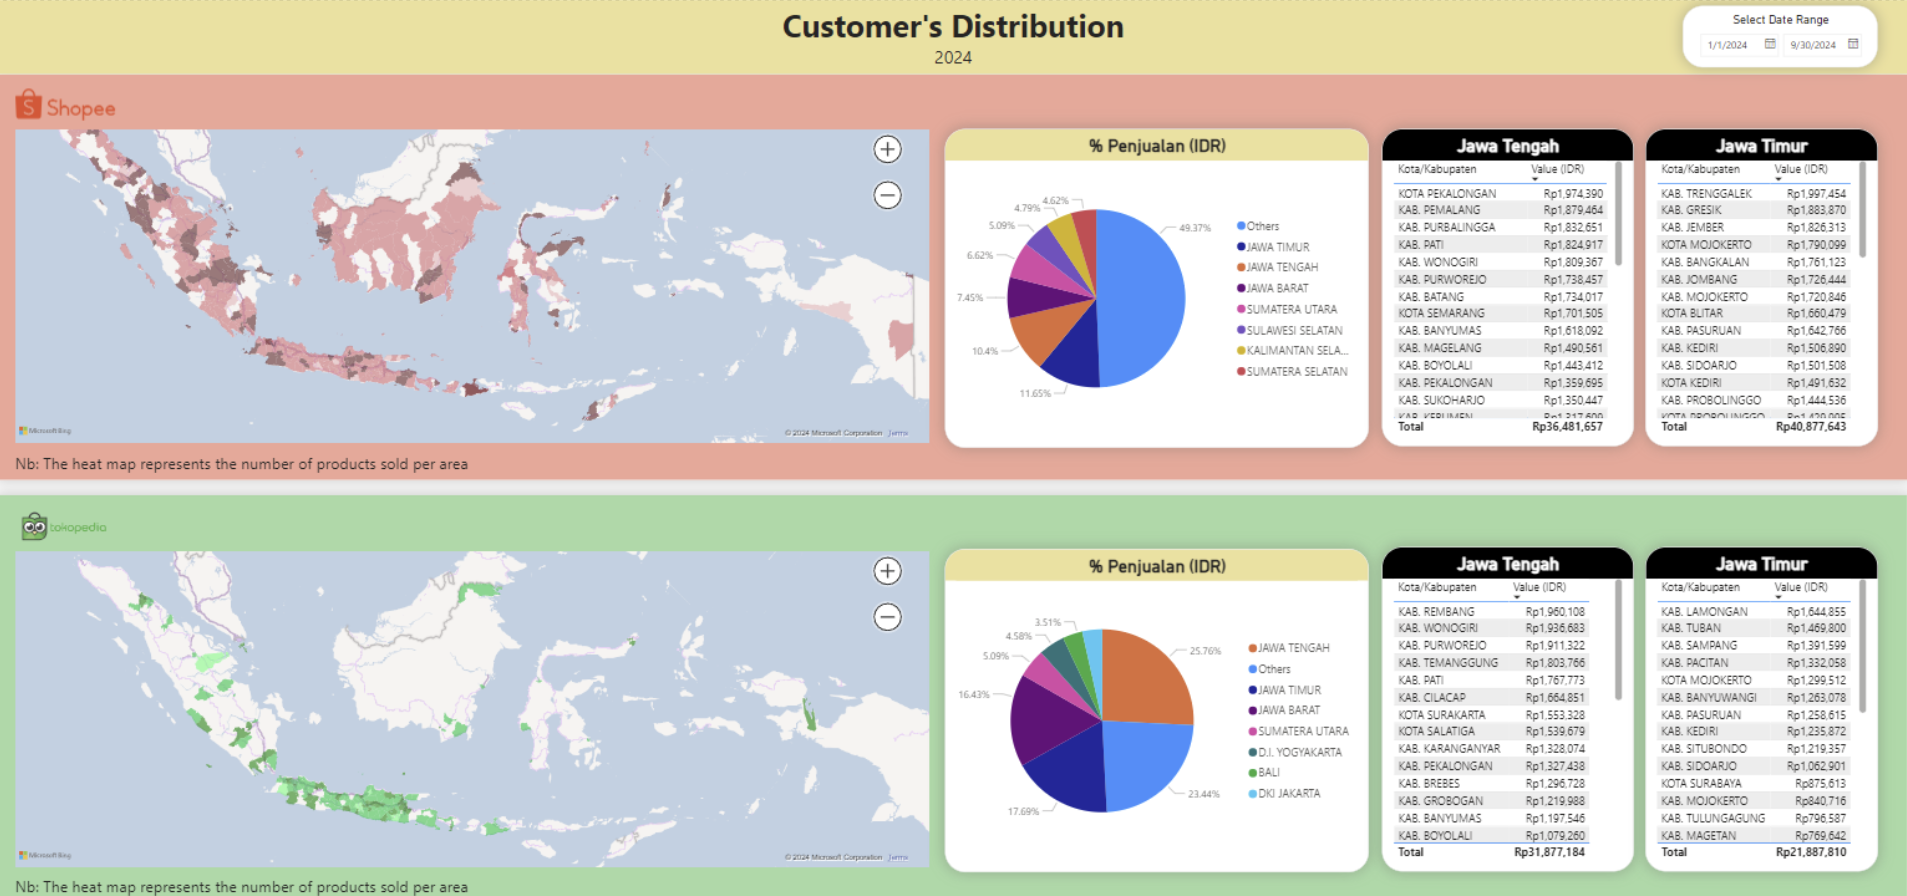 Customer's Distribution
2024
Select Date Range
1/1/2024
9/30/2024
Shopee
Microsoft Bing
© 2024 Microsoft Corporation Terms
Nb: The heat map represents the number of products sold per area
% Penjualan (IDR)
4.62%
4.79%
5.09%
6.62%
7.45%
10.4%
11.65%
49.37%
Others
JAWA TIMUR
JAWA TENGAH
JAWA BARAT
SUMATERA UTARA
SULAWESI SELATAN
KALIMANTAN SELA...
SUMATERA SELATAN
Jawa Tengah
Kota/Kabupaten Value (IDR)
KOTA PEKALONGAN Rp1,974,390
KAB. PEMALANG Rp1,879,464
KAB. PURBALINGGA Rp1,832,651
KAB. PATI Rp1,824,917
KAB. WONOGIRI Rp1,809,367
KAB. PURWOREJO Rp1,738,457
KAB. BATANG Rp1,734,017
KOTA SEMARANG Rp1,701,505
KAB. BANYUMAS Rp1,618,092
KAB. MAGELANG Rp1,490,561
KAB. BOYOLALI Rp1,443,412
KAB. PEKALONGAN Rp1,359,695
KAB. SUKOHARJO Rp1,350,447
KAB. KEBUMEN
Total Rp36,481,657
Jawa Timur
Kota/Kabupaten Value (IDR)
KAB. TRENGGALEK Rp1,997,454
KAB. GRESIK Rp1,883,870
KAB. JEMBER Rp1,826,313
KOTA MOJOKERTO Rp1,790,099
KAB. BANGKALAN Rp1,761,123
KAB. JOMBANG Rp1,726,444
KAB. MOJOKERTO Rp1,720,846
KOTA BLITAR Rp1,660,479
KAB. PASURUAN Rp1,642,766
KAB. KEDIRI Rp1,506,890
KAB. SIDOARJO Rp1,501,508
KOTA KEDIRI Rp1,491,632
KAB. PROBOLINGGO Rp1,444,536
KOTA PROBOLINGGO
Total Rp40,877,643
tokopedia
Microsoft Bing
© 2024 Microsoft Corporation Terms
Nb: The heat map represents the number of products sold per area
% Penjualan (IDR)
3.51%
4.58%
5.09%
16.43%
17.69%
23.44%
25.76%
JAWA TENGAH
Others
JAWA TIMUR
JAWA BARAT
SUMATERA UTARA
D.I. YOGYAKARTA
BALI
DKI JAKARTA
Jawa Tengah
Kota/Kabupaten Value (IDR)
KAB. REMBANG Rp1,960,108
KAB. WONOGIRI Rp1,936,683
KAB. PURWOREJO Rp1,911,322
KAB. TEMANGGUNG Rp1,803,766
KAB. PATI Rp1,767,773
KAB. CILACAP Rp1,664,851
KOTA SURAKARTA Rp1,553,328
KOTA SALATIGA Rp1,539,679
KAB. KARANGANYAR Rp1,328,074
KAB. PEKALONGAN Rp1,327,438
KAB. BREBES Rp1,296,728
KAB. GROBOGAN Rp1,219,988
KAB. BANYUMAS Rp1,197,546
KAB. BOYOLALI Rp1,079,260
Total Rp31,877,184
Jawa Timur
Kota/Kabupaten Value (IDR)
KAB. LAMONGAN Rp1,644,855
KAB. TUBAN Rp1,469,800
KAB. SAMPANG Rp1,391,599
KAB. PACITAN Rp1,332,058
KOTA MOJOKERTO Rp1,299,512
KAB. BANYUWANGI Rp1,263,078
KAB. PASURUAN Rp1,258,615
KAB. KEDIRI Rp1,235,872
KAB. SITUBONDO Rp1,219,357
KAB. SIDOARJO Rp1,062,901
KOTA SURABAYA Rp875,613
KAB. MOJOKERTO Rp840,716
KAB. TULUNGAGUNG Rp796,587
KAB. MAGETAN Rp769,642
Total Rp21,887,810